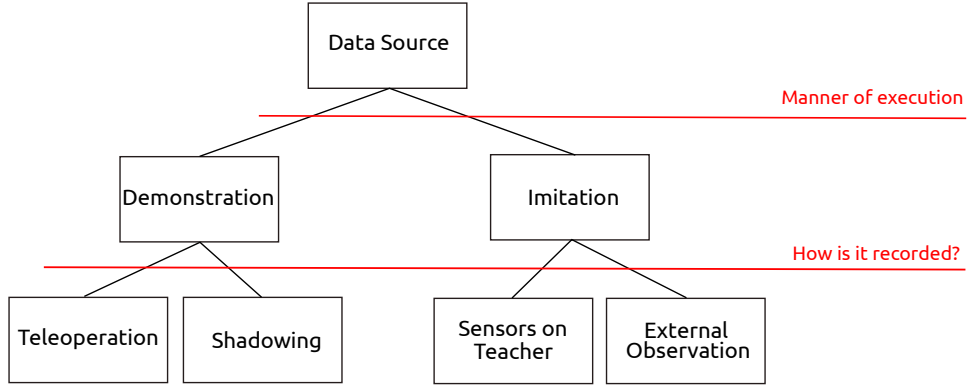 Data Source
Manner of execution
Demonstration
Imitation
How is it recorded?
Teleoperation
Shadowing
Sensors on
Teacher
External
Observation